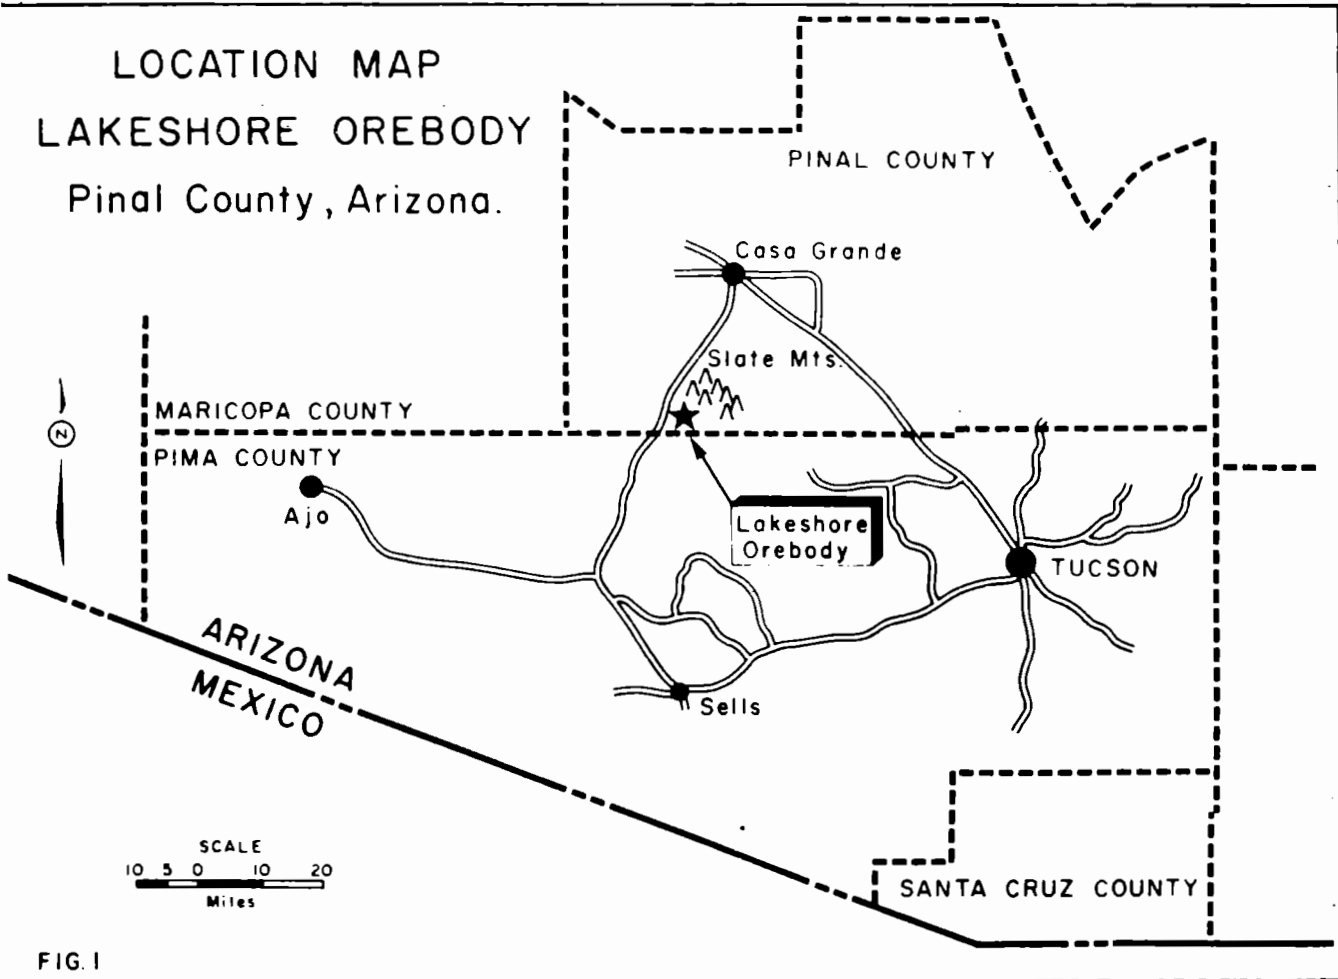 LOCATION MAP
LAKESHORE OREBODY
Pinal County, Arizona.
PINAL COUNTY
Casa Grande
Slate Mts.
MARICOPA COUNTY
N
PIMA COUNTY
Ajo
Lakeshore
Orebody
TUCSON
ARIZONA
MEXICO
Sells
SCALE
10 5 0 10 20
Miles
SANTA CRUZ COUNTY
FIG. 1